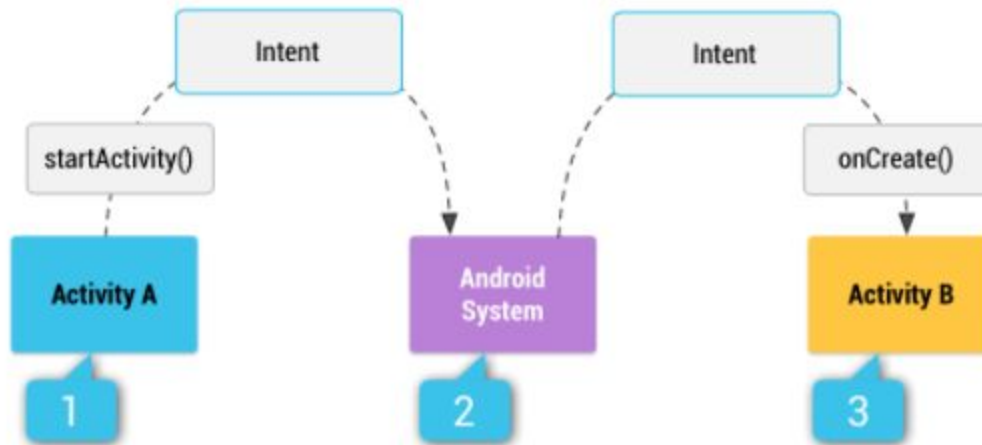 Intent
Intent
startActivity()
onCreate()
Activity A
Android
System
Activity B
1
2
3